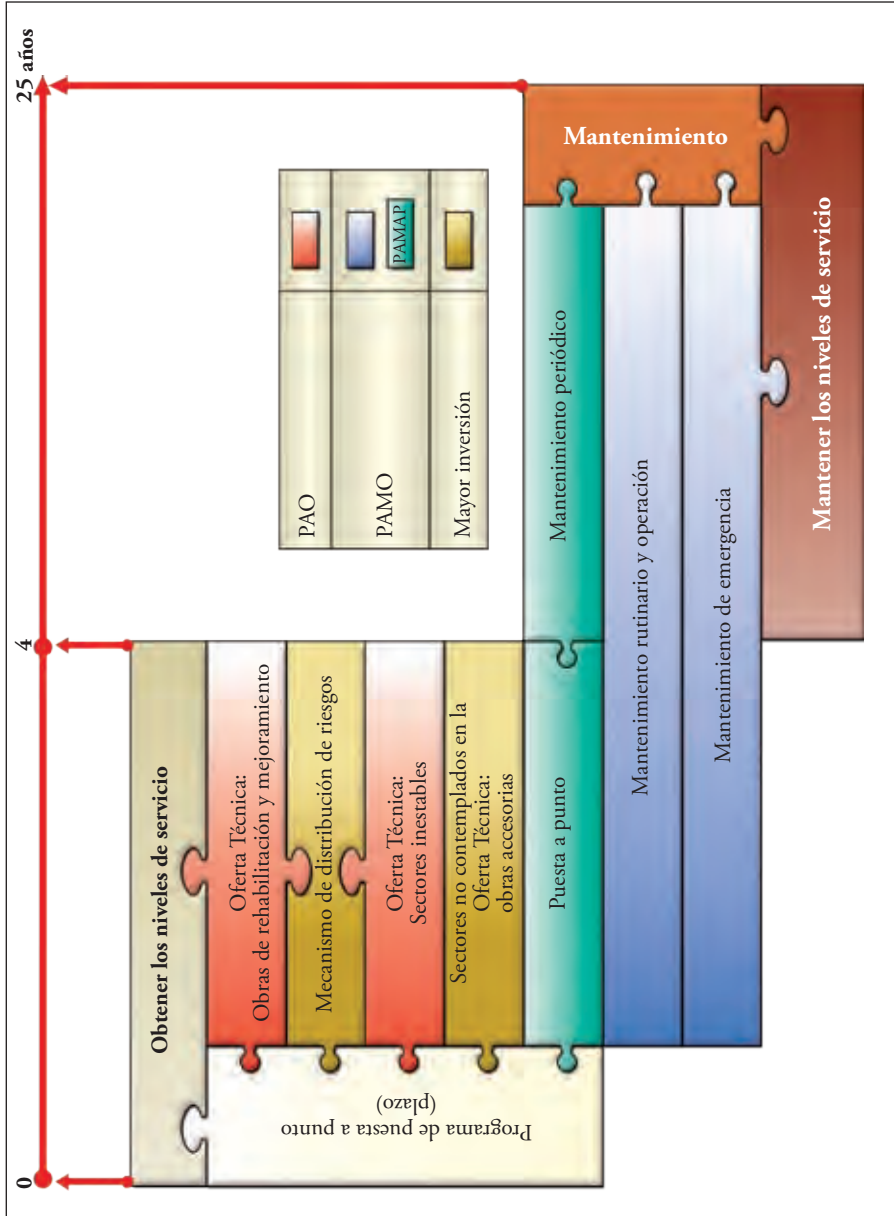 0
4
25 años
Obtener los niveles de servicio
Programa de puesta a punto
(plazo)
Oferta Técnica:
Obras de rehabilitación y mejoramiento
Mecanismo de distribución de riesgos
Oferta Técnica:
Sectores inestables
Sectores no contemplados en la
Oferta Técnica:
obras accesorias
Puesta a punto
Mantenimiento periódico
Mantenimiento rutinario y operación
Mantenimiento de emergencia
Mantenimiento
Mantener los niveles de servicio
PAO
PAMO
PAMAP
Mayor inversión